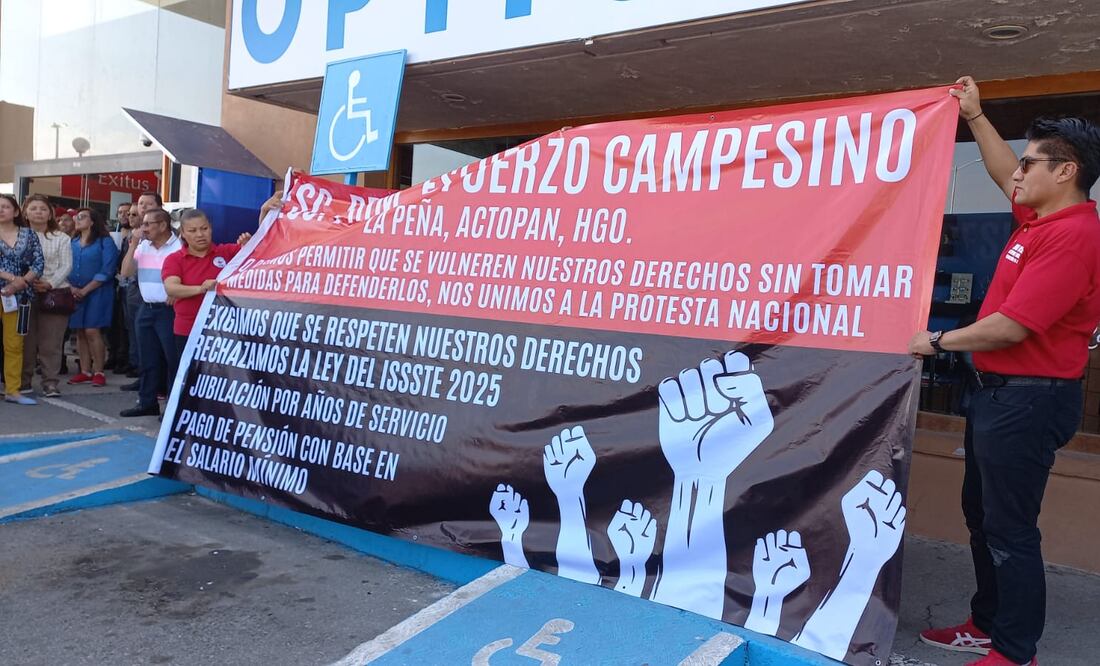 Exitus
ESFUERZO CAMPESINO
LA PEÑA, ACTOPAN, HGO.
PERMITIR QUE SE VULNEREN NUESTROS DERECHOS SIN TOMAR
MEDIDAS PARA DEFENDERLOS, NOS UNIMOS A LA PROTESTA NACIONAL
EXIGIMOS QUE SE RESPETEN NUESTROS DERECHOS
RECHAZAMOS LA LEY DEL ISSSTE 2025
JUBILACIÓN POR AÑOS DE SERVICIO
PAGO DE PENSIÓN CON BASE EN
EL SALARIO MÍNIMO